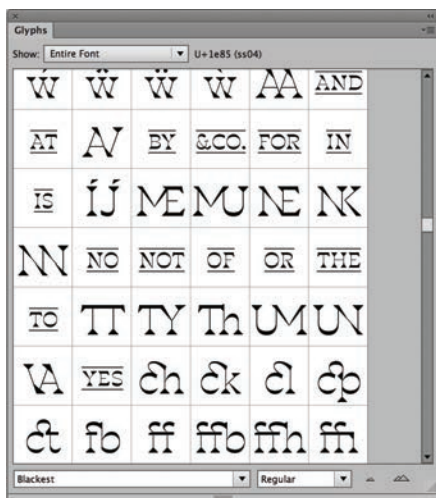 Glyphs
Show: Entire Font U+1e85 (ss04)
ẃ ẅ ẅ ẁ AA AND
AT AV BY &CO. FOR IN
IS ÍJ́ ME MU NE NK
NN NO NOT OF OR THE
TO TT TY Th UM UN
VA YES ch ck cl cp
ct fb ff ffb ffh
Blackest Regular